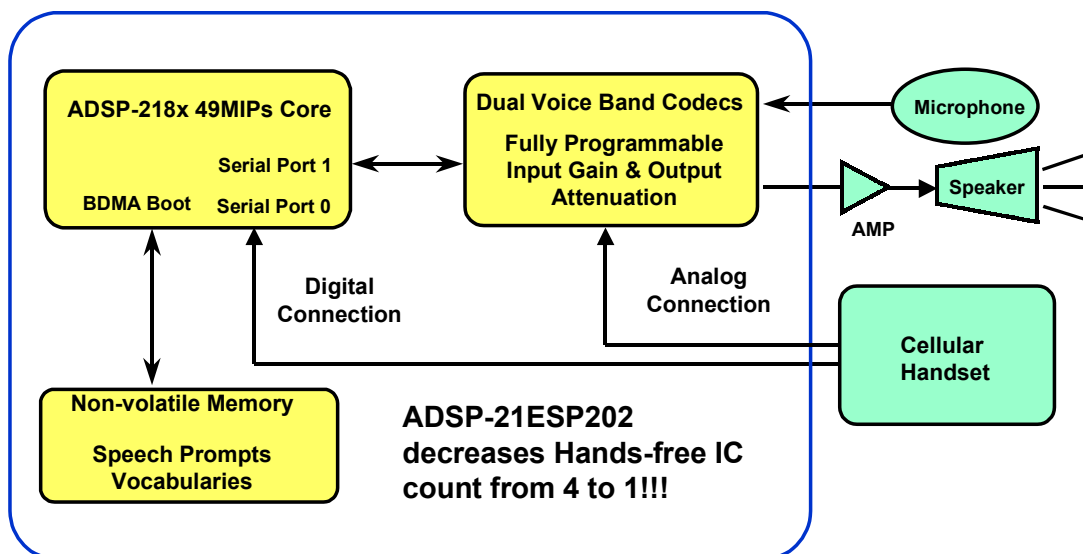 ADSP-218x 49MIPs Core
Serial Port 1
BDMA Boot
Serial Port 0
Dual Voice Band Codecs
Fully Programmable
Input Gain & Output
Attenuation
Microphone
Speaker
AMP
Digital
Connection
Analog
Connection
Cellular
Handset
Non-volatile Memory
Speech Prompts
Vocabularies
ADSP-21ESP202
decreases Hands-free IC
count from 4 to 1!!!